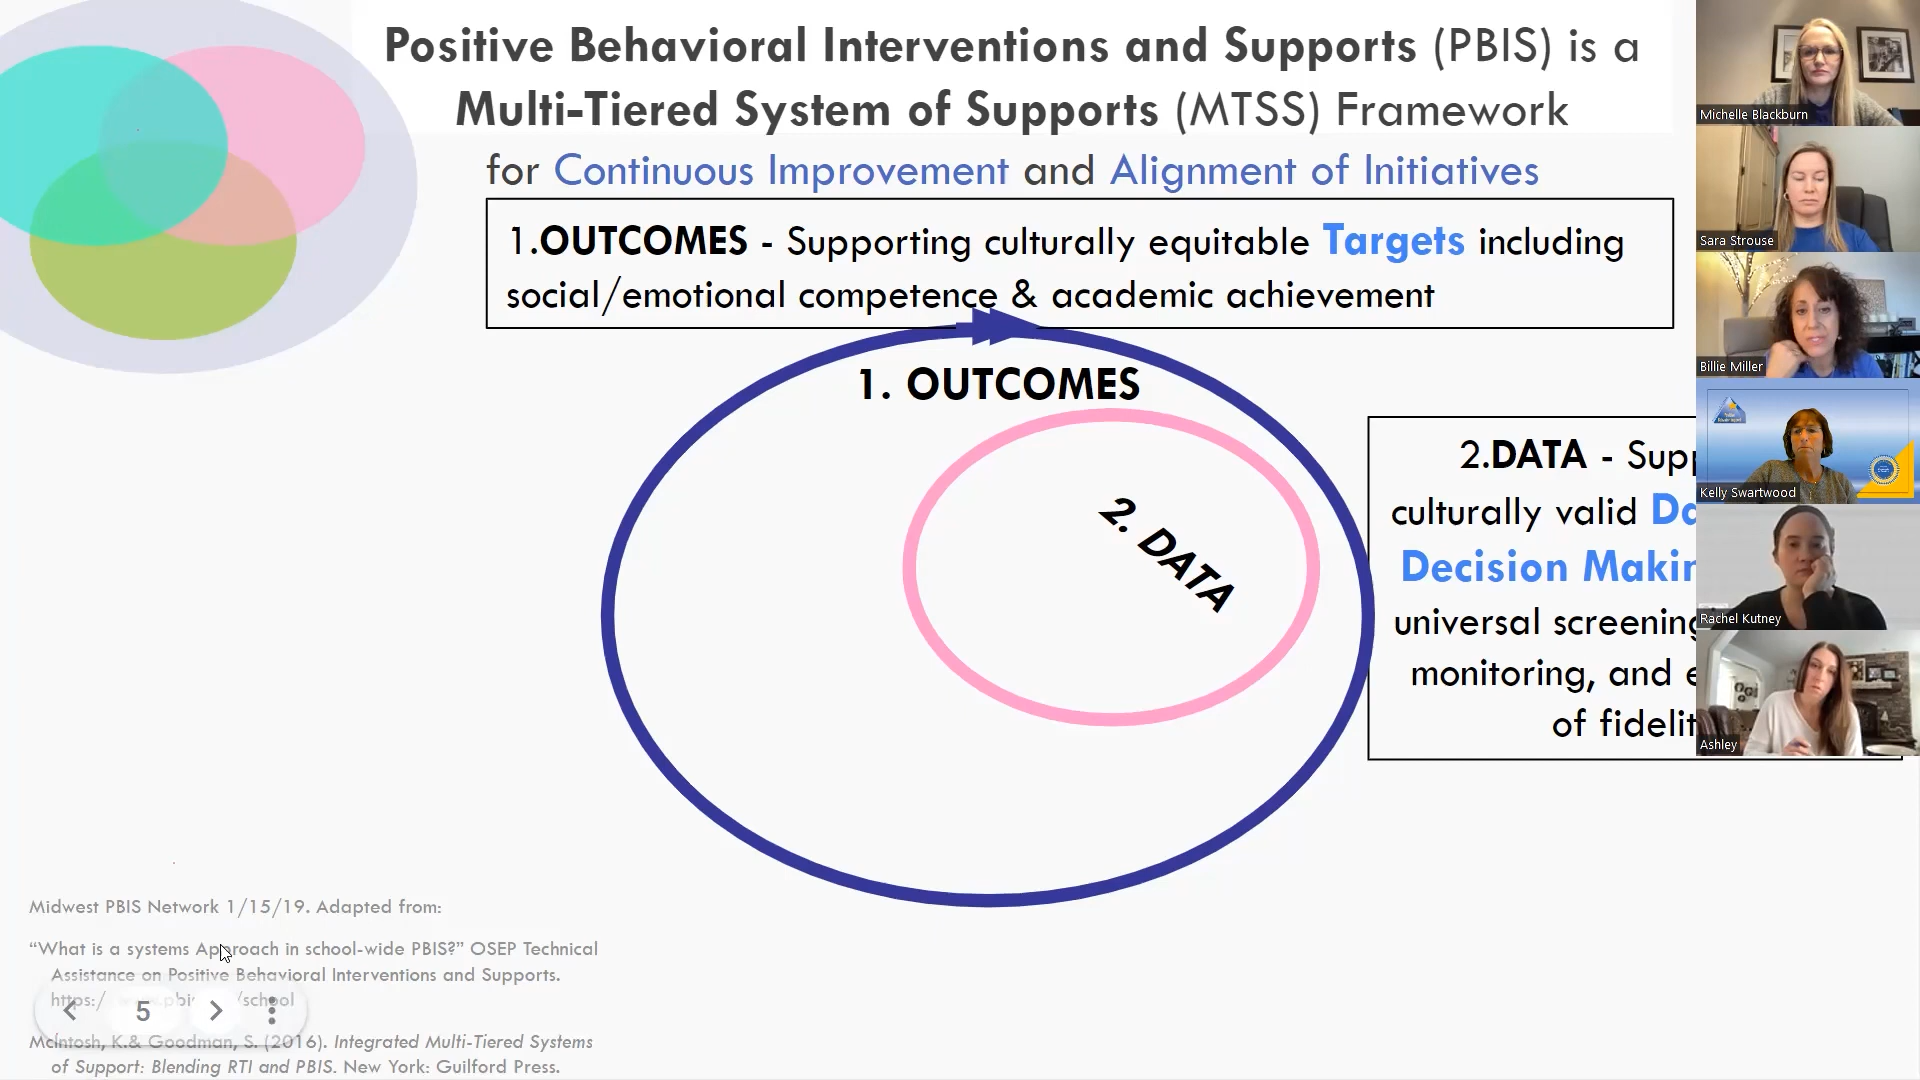 Positive Behavioral Interventions and Supports (PBIS) is a
Multi-Tiered System of Supports (MTSS) Framework
for Continuous Improvement and Alignment of Initiatives
1.OUTCOMES - Supporting culturally equitable Targets including
social/emotional competence & academic achievement
1. OUTCOMES
2. DATA
2.DATA -
culturally valid
Decision
universal screening
monitoring, and
of
Midwest PBIS Network 1/15/19. Adapted from:
“What is a systems Approach in school-wide PBIS?” OSEP Technical
Assistance on Positive Behavioral Interventions and Supports.
https:/ /school
5
McIntosh, K.& Goodman, S. (2016). Integrated Multi-Tiered Systems
of Support: Blending RTI and PBIS. New York: Guilford Press.
Michelle Blackburn
Sara Strouse
Billie Miller
Kelly Swartwood
Rachel Kutney
Ashley